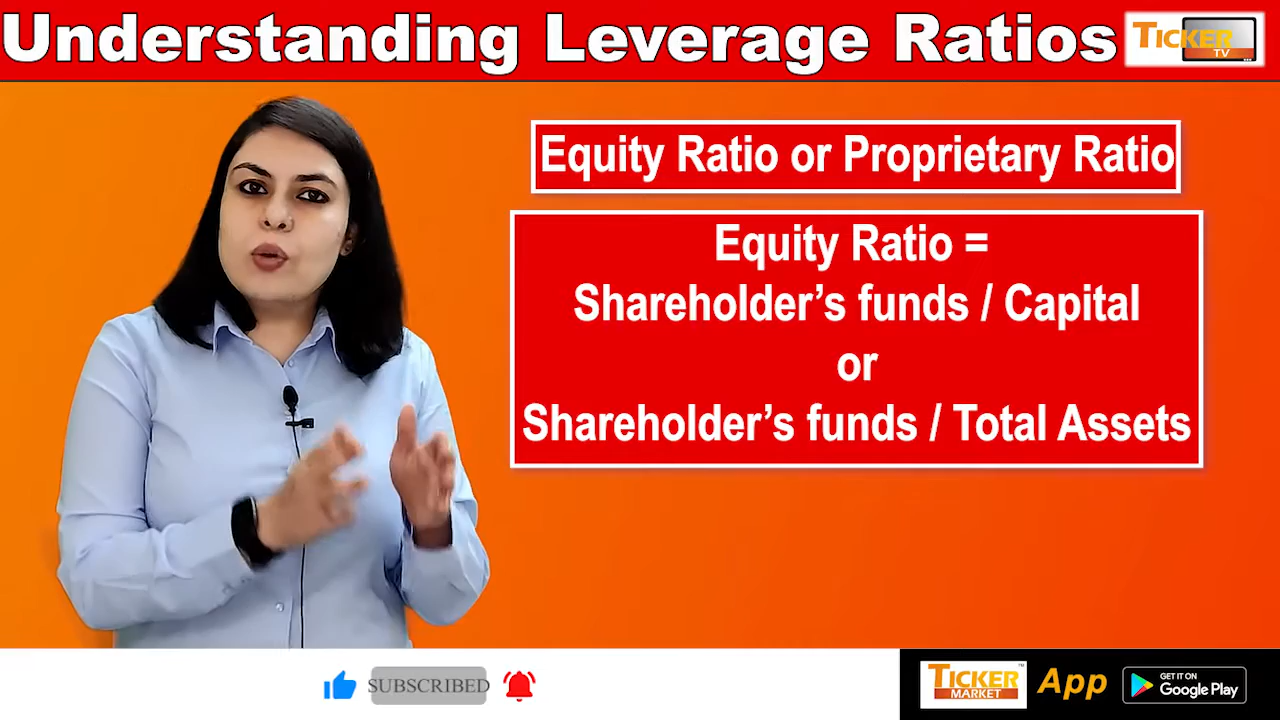 Understanding Leverage Ratios
TICKER
TV
Equity Ratio or Proprietary Ratio
Equity Ratio =
Shareholder’s funds / Capital
or
Shareholder’s funds / Total Assets
SUBSCRIBED
TICKER
MARKET
App
GET IT ON
Google Play